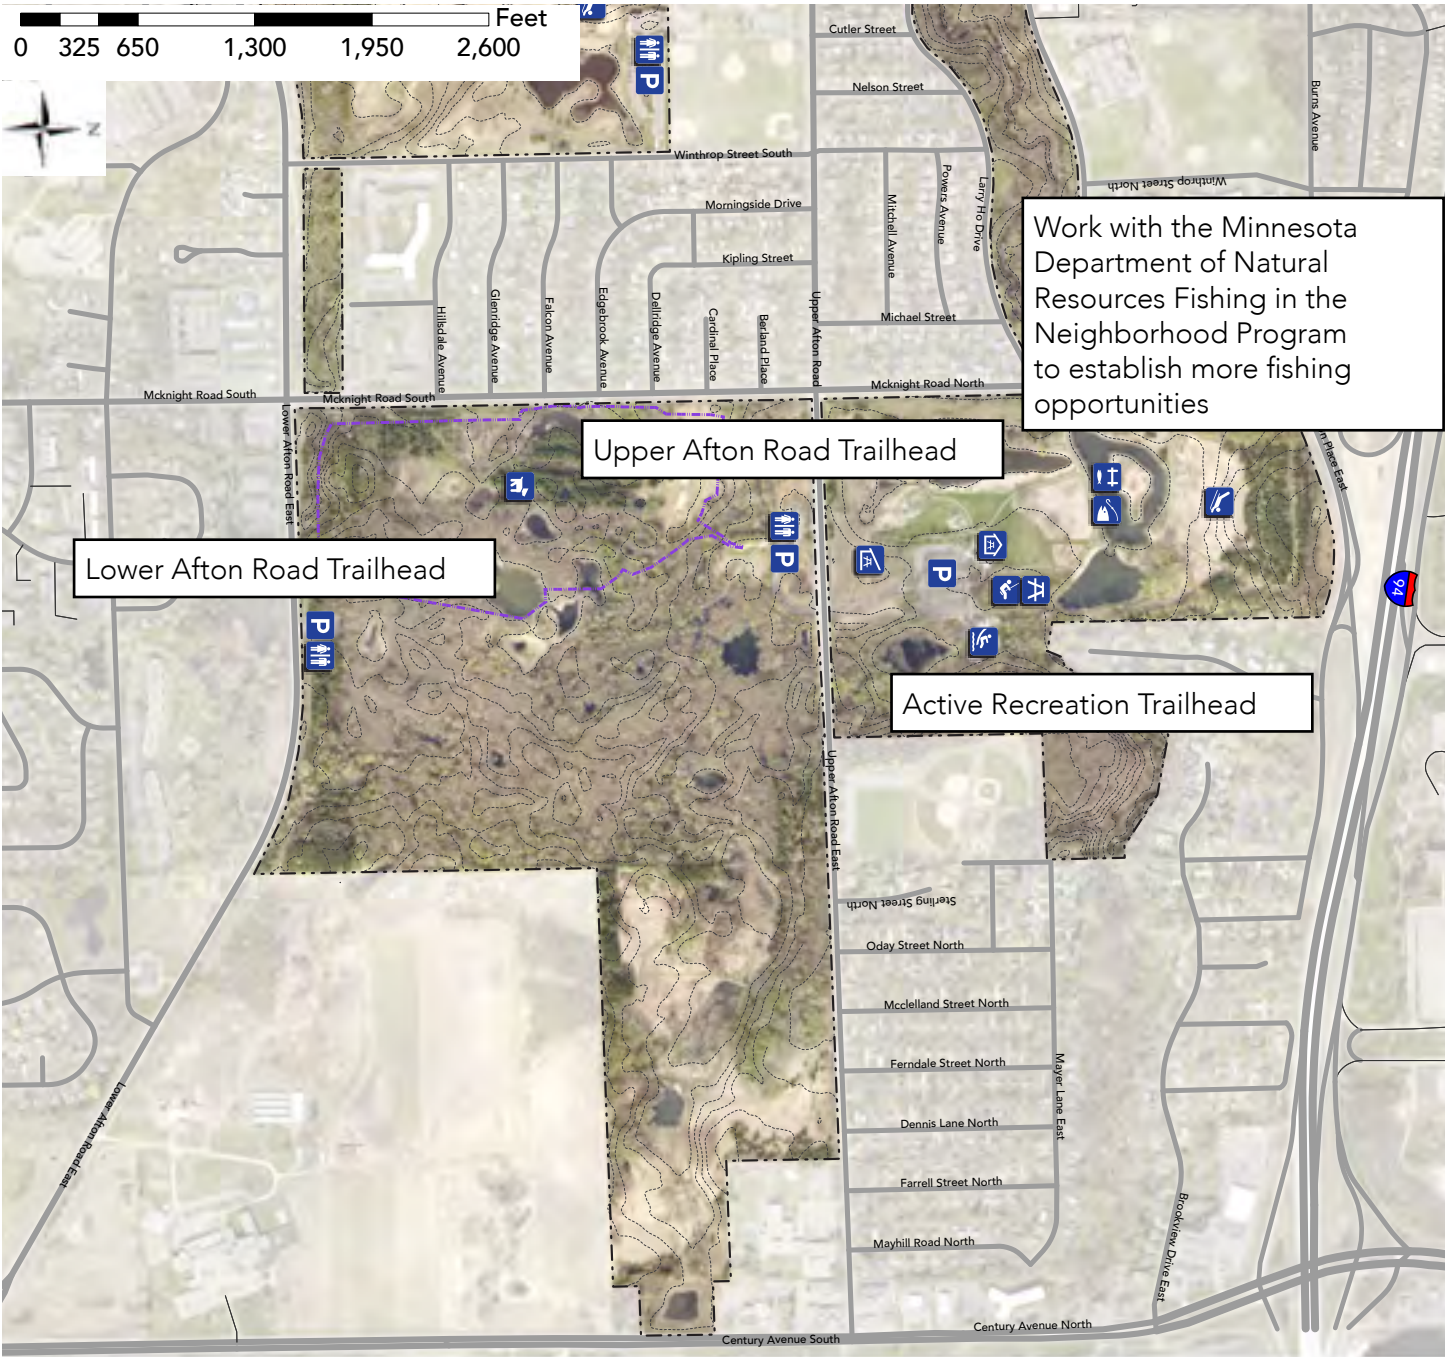 Feet
0 325 650 1,300 1,950 2,600
P
Z
Cutler Street
Nelson Street
Burns Avenue
Winthrop Street South
Winthrop Street North
Powers Avenue
Larry Ho Drive
Mitchell Avenue
Morningside Drive
Kipling Street
Work with the Minnesota
Department of Natural
Resources Fishing in the
Neighborhood Program
to establish more fishing
opportunities
Hillsdale Avenue
Glenridge Avenue
Falcon Avenue
Edgebrook Avenue
Dellridge Avenue
Cardinal Place
Berland Place
Upper Afton Road
Michael Street
Mcknight Road South
Mcknight Road South
Mcknight Road North
Lower Afton Road East
Upper Afton Road Trailhead
Place East
Lower Afton Road Trailhead
P
P
94
P
Active Recreation Trailhead
Upper Afton Road East
Sterling Street North
Oday Street North
Mcclelland Street North
Ferndale Street North
Mayer Lane East
Dennis Lane North
Lower Afton Road East
Farrell Street North
Mayhill Road North
Brookview Drive East
Century Avenue South
Century Avenue North